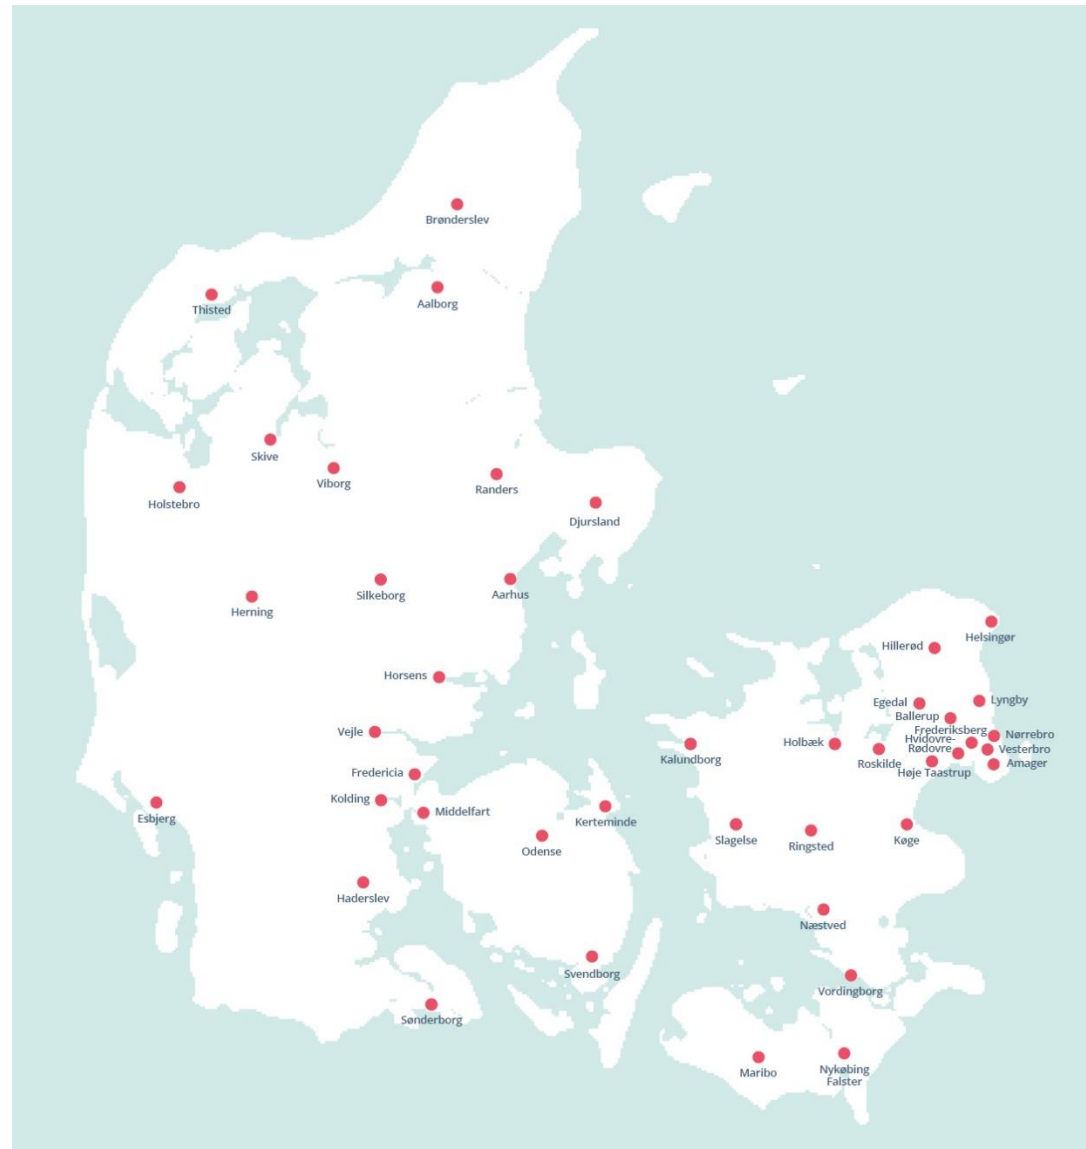 Brønderslev
Aalborg
Thisted
Skive
Viborg
Holstebro
Randers
Djursland
Silkeborg
Aarhus
Herning
Helsingør
Hillerød
Horsens
Egedal
Lyngby
Ballerup
Frederiksberg
Vejle
Nørrebro
Hvidovre-
Rødovre
Holbæk
Vesterbro
Kalundborg
Roskilde
Amager
Høje Taastrup
Fredericia
Kolding
Middelfart
Esbjerg
Kerteminde
Odense
Slagelse
Ringsted
Køge
Haderslev
Næstved
Svendborg
Vordingborg
Sønderborg
Maribo
Nykøbing
Falster